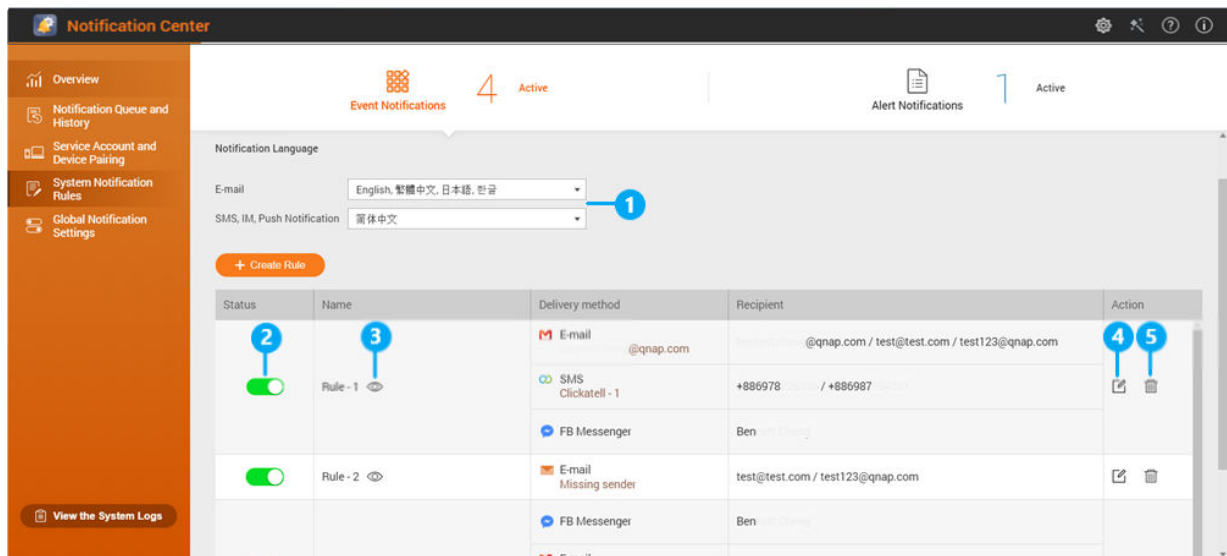 Notification Center
Overview
Notification Queue and
History
Service Account and
Device Pairing
System Notification
Rules
Global Notification
Settings
View the System Logs
Event Notifications
4
Active
Alert Notifications
1
Active
Notification Language
E-mail
English, 繁體中文, 日本語, 한글
1
SMS, IM, Push Notification
简体中文
+ Create Rule
Status Name Delivery method Recipient Action
2 3 4 5
Rule - 1
E-mail
@qnap.com
@qnap.com / test@test.com / test123@qnap.com
SMS
Clickatell - 1
+886978 / +886987
FB Messenger
Ben
Rule - 2
E-mail
Missing sender
test@test.com / test123@qnap.com
FB Messenger
Ben